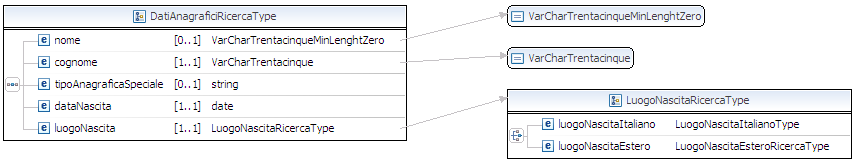 DatiAnagraficiRicercaType
e nome [0..1] VarCharTrentacinqueMinLenghtZero
e cognome [1..1] VarCharTrentacinque
e tipoAnagraficaSpeciale [0..1] string
e dataNascita [1..1] date
e luogoNascita [1..1] LuogoNascitaRicercaType
VarCharTrentacinqueMinLenghtZero
VarCharTrentacinque
LuogoNascitaRicercaType
e luogoNascitaItaliano LuogoNascitaItalianoType
e luogoNascitaEstero LuogoNascitaEsteroRicercaType